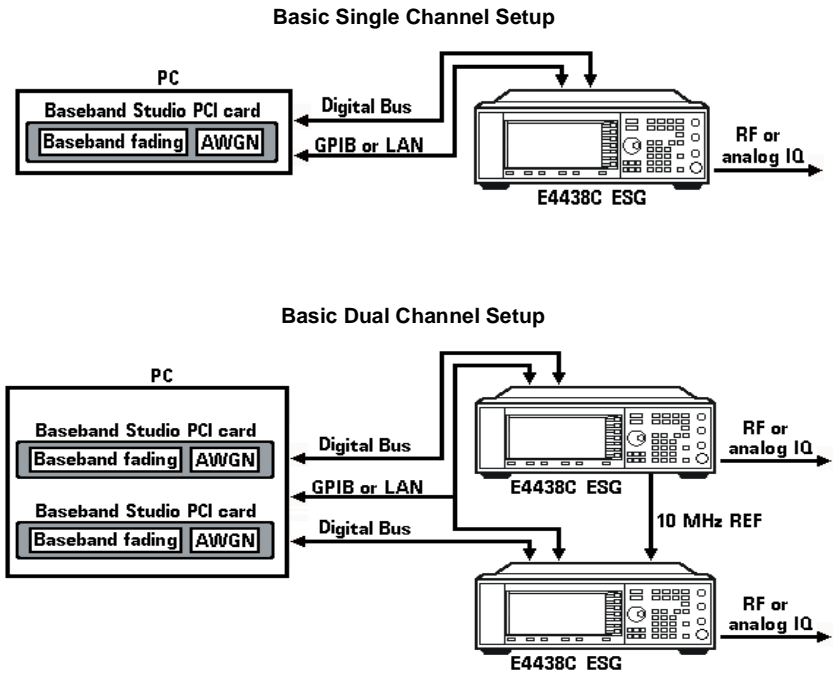 Basic Single Channel Setup
PC
Baseband Studio PCI card
Baseband fading AWGN
Digital Bus
GPIB or LAN
E4438C ESG
RF or
analog IQ
Basic Dual Channel Setup
PC
Baseband Studio PCI card
Baseband fading AWGN
Baseband Studio PCI card
Baseband fading AWGN
Digital Bus
GPIB or LAN
Digital Bus
E4438C ESG
RF or
analog IQ
10 MHz REF
E4438C ESG
RF or
analog IQ